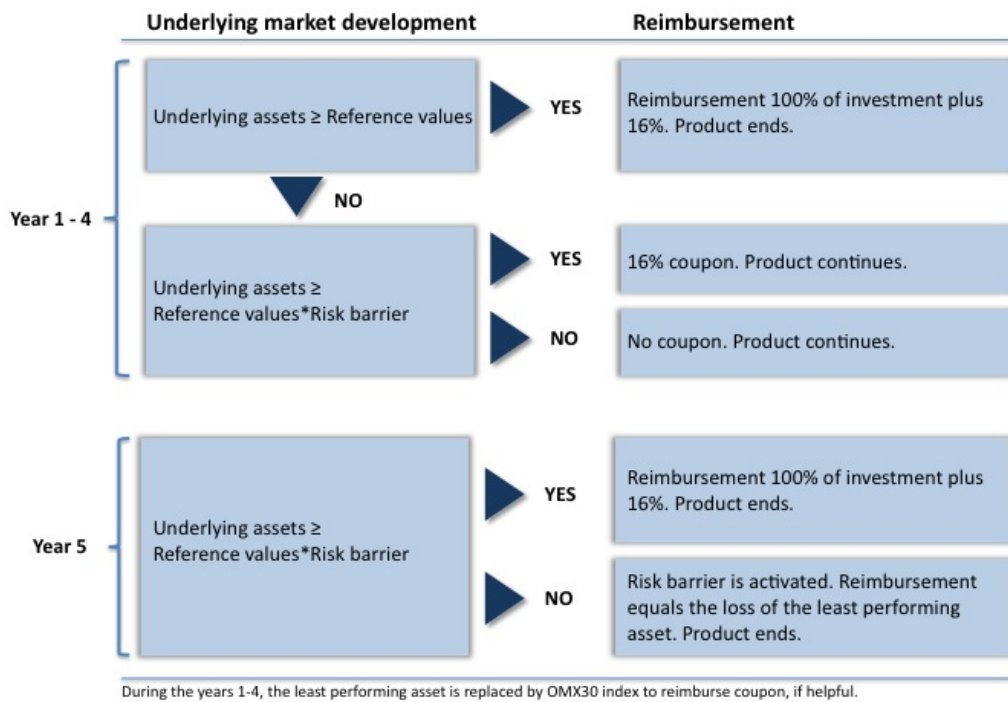 Underlying market development
Reimbursement
Underlying assets ≥ Reference values
YES
Reimbursement 100% of investment plus
16%. Product ends.
NO
Year 1 - 4
Underlying assets ≥
Reference values*Risk barrier
YES
16% coupon. Product continues.
NO
No coupon. Product continues.
Year 5
Underlying assets ≥
Reference values*Risk barrier
YES
Reimbursement 100% of investment plus
16%. Product ends.
NO
Risk barrier is activated. Reimbursement
equals the loss of the least performing
asset. Product ends.
During the years 1-4, the least performing asset is replaced by OMX30 index to reimburse coupon, if helpful.